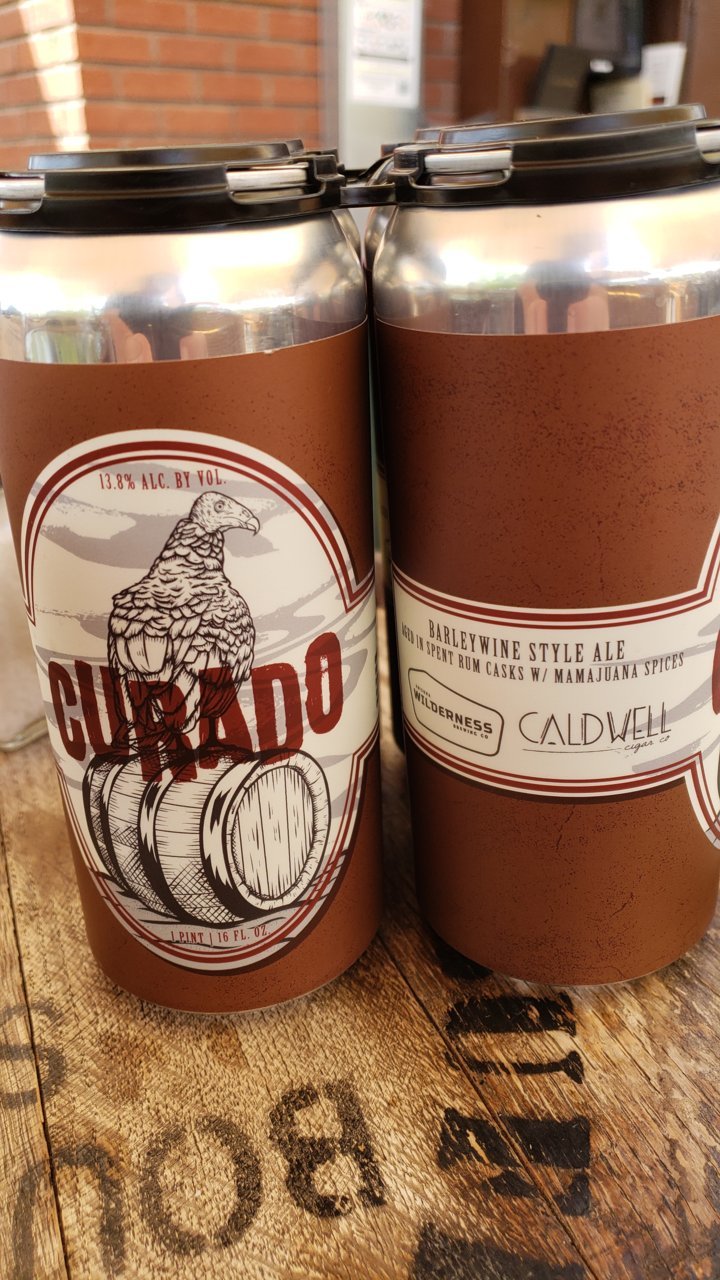 13.8% ALC. BY VOL.
CURADO
1 PINT | 16 FL. OZ.
BARLEYWINE STYLE ALE
AGED IN SPENT RUM CASKS W/ MAMAJUANA SPICES
WILDERNESS
BREWING CO
CALDWELL
cigar co
BOU